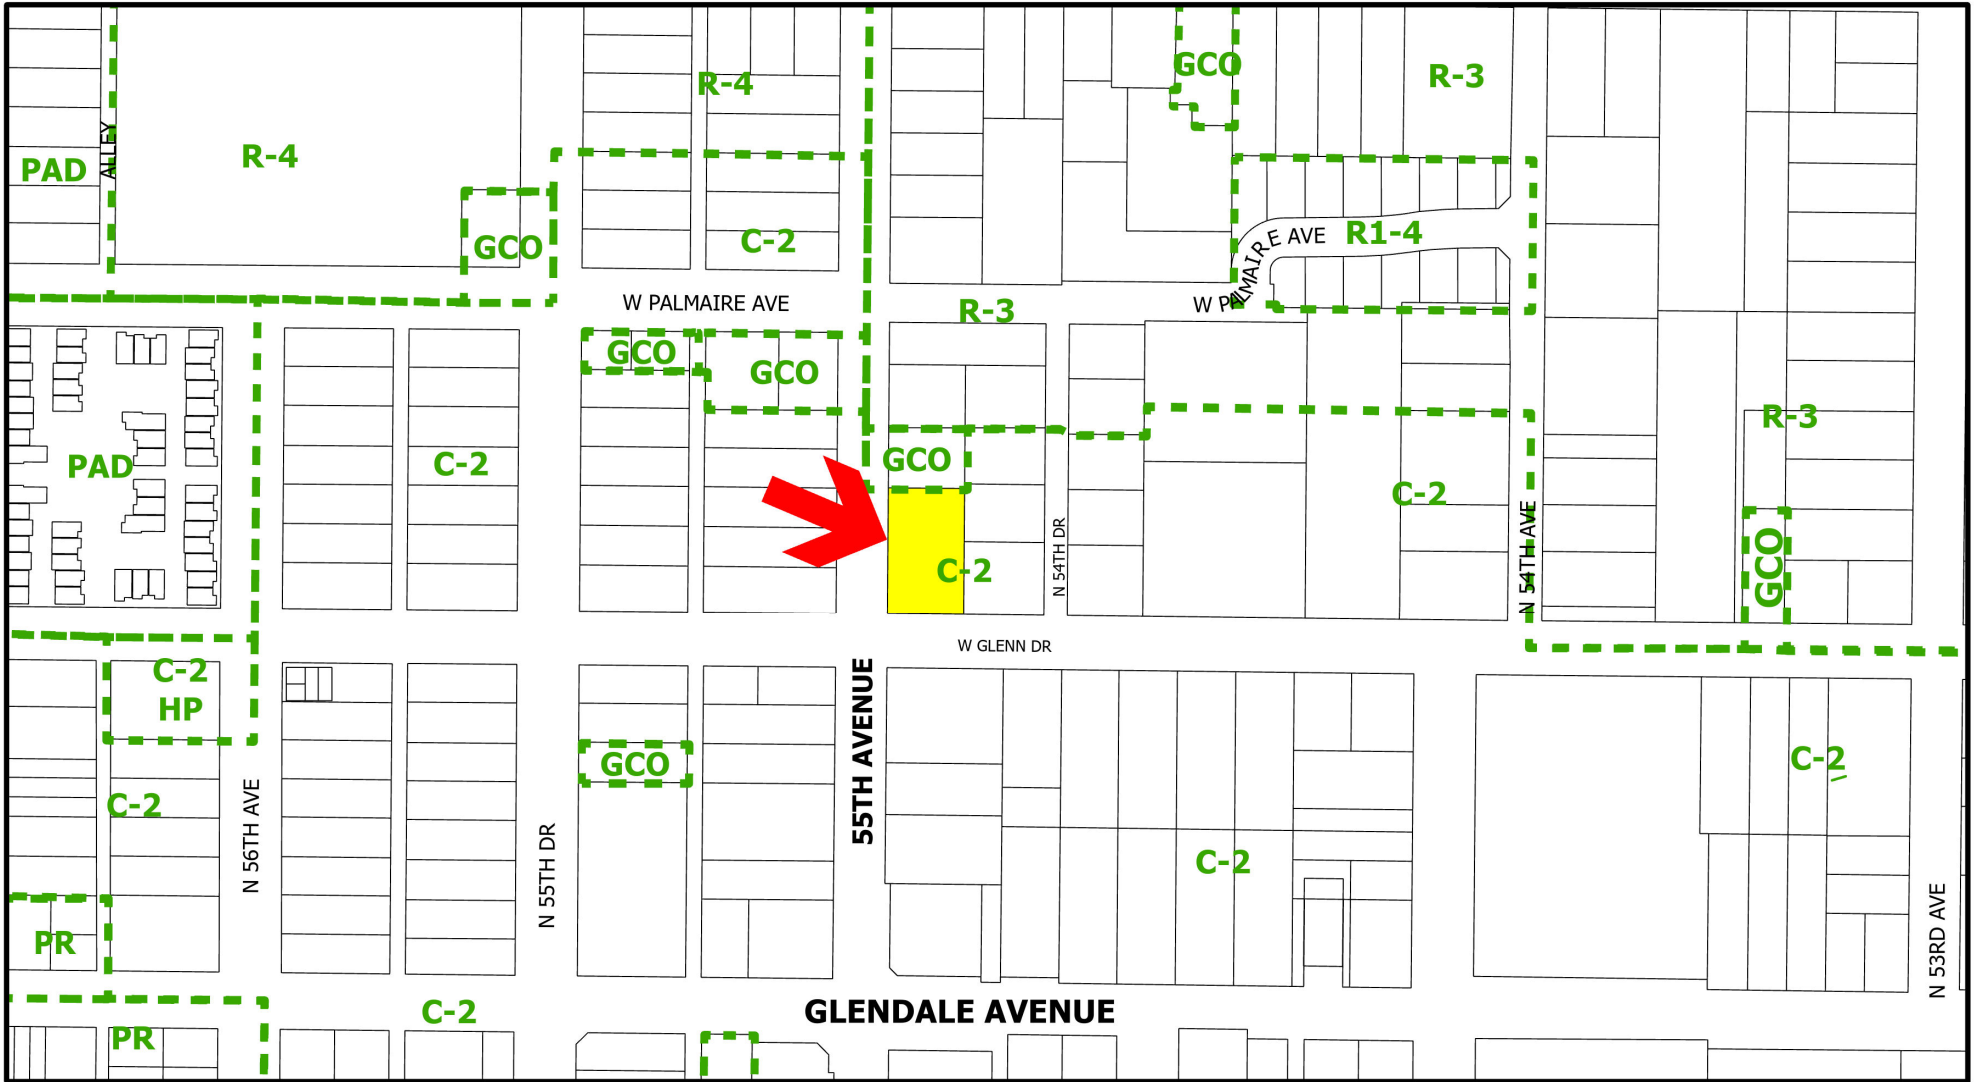 GCO
R-3
R-4
ALLEY
R-4
PAD
GCO
C-2
W PALMAIRE AVE
R1-4
W PALMAIRE AVE
R-3
GCO
GCO
R-3
PAD
C-2
GCO
C-2
N 54TH DR
N 54TH AVE
GCO
C-2
W GLENN DR
C-2
HP
55TH AVENUE
GCO
C-2
C-2
N 56TH AVE
N 55TH DR
C-2
PR
N 53RD AVE
C-2
GLENDALE AVENUE
PR